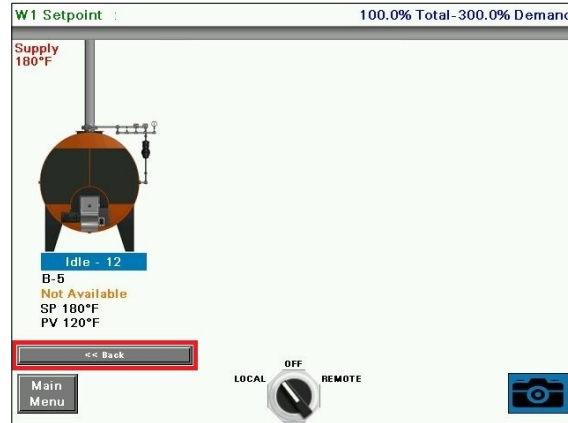 W1 Setpoint :
100.0% Total-300.0% Demand
Supply
180°F
Idle - 12
B-5
Not Available
SP 180°F
PV 120°F
<< Back
OFF
LOCAL
REMOTE
Main
Menu